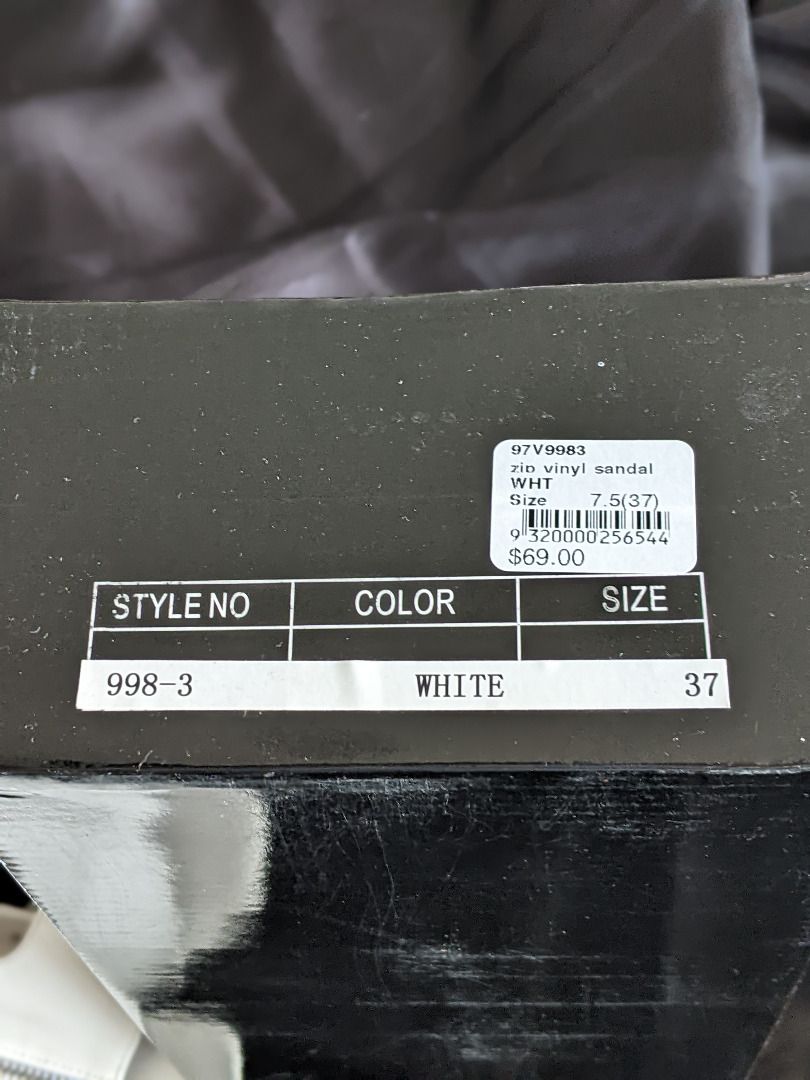 97V9983
zip vinyl sandal
WHT
Size 7.5(37)
9 320000 256544
$69.00
STYLE NO COLOR SIZE
998-3 WHITE 37